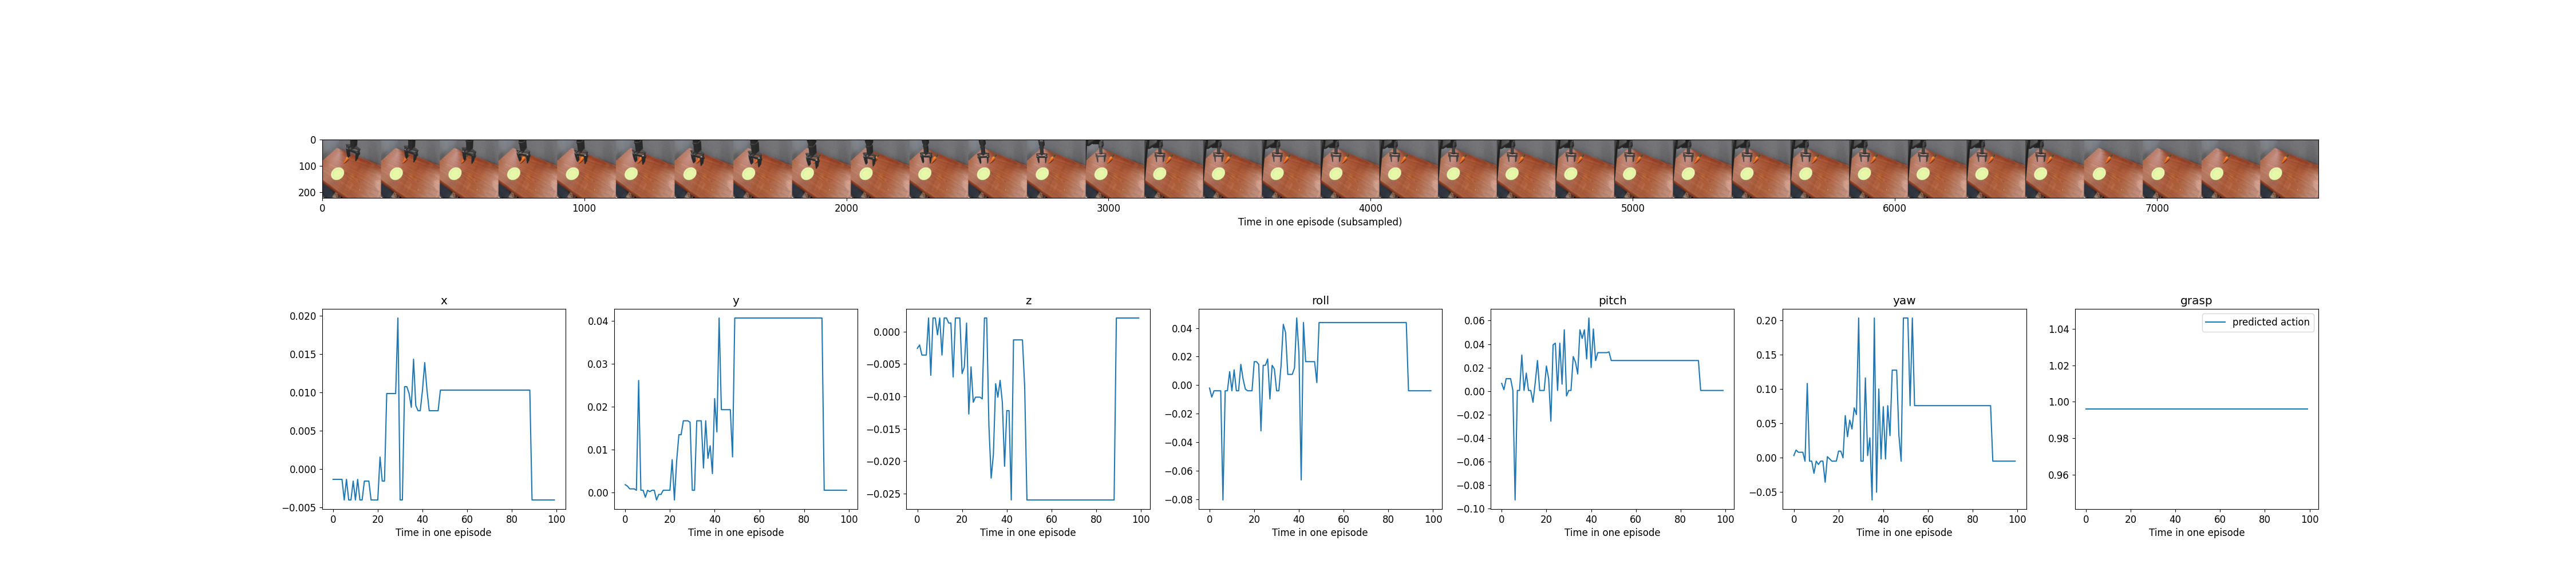 0
100
200
0 1000 2000 3000 4000 5000 6000 7000
Time in one episode (subsampled)
x
0.020
0.015
0.010
0.005
0.000
−0.005
0 20 40 60 80 100
Time in one episode
y
0.04
0.03
0.02
0.01
0.00
0 20 40 60 80 100
Time in one episode
z
0.000
−0.005
−0.010
−0.015
−0.020
−0.025
0 20 40 60 80 100
Time in one episode
roll
0.04
0.02
0.00
−0.02
−0.04
−0.06
−0.08
0 20 40 60 80 100
Time in one episode
pitch
0.06
0.04
0.02
0.00
−0.02
−0.04
−0.06
−0.08
−0.10
0 20 40 60 80 100
Time in one episode
yaw
0.20
0.15
0.10
0.05
0.00
−0.05
0 20 40 60 80 100
Time in one episode
grasp
predicted action
1.04
1.02
1.00
0.98
0.96
0 20 40 60 80 100
Time in one episode